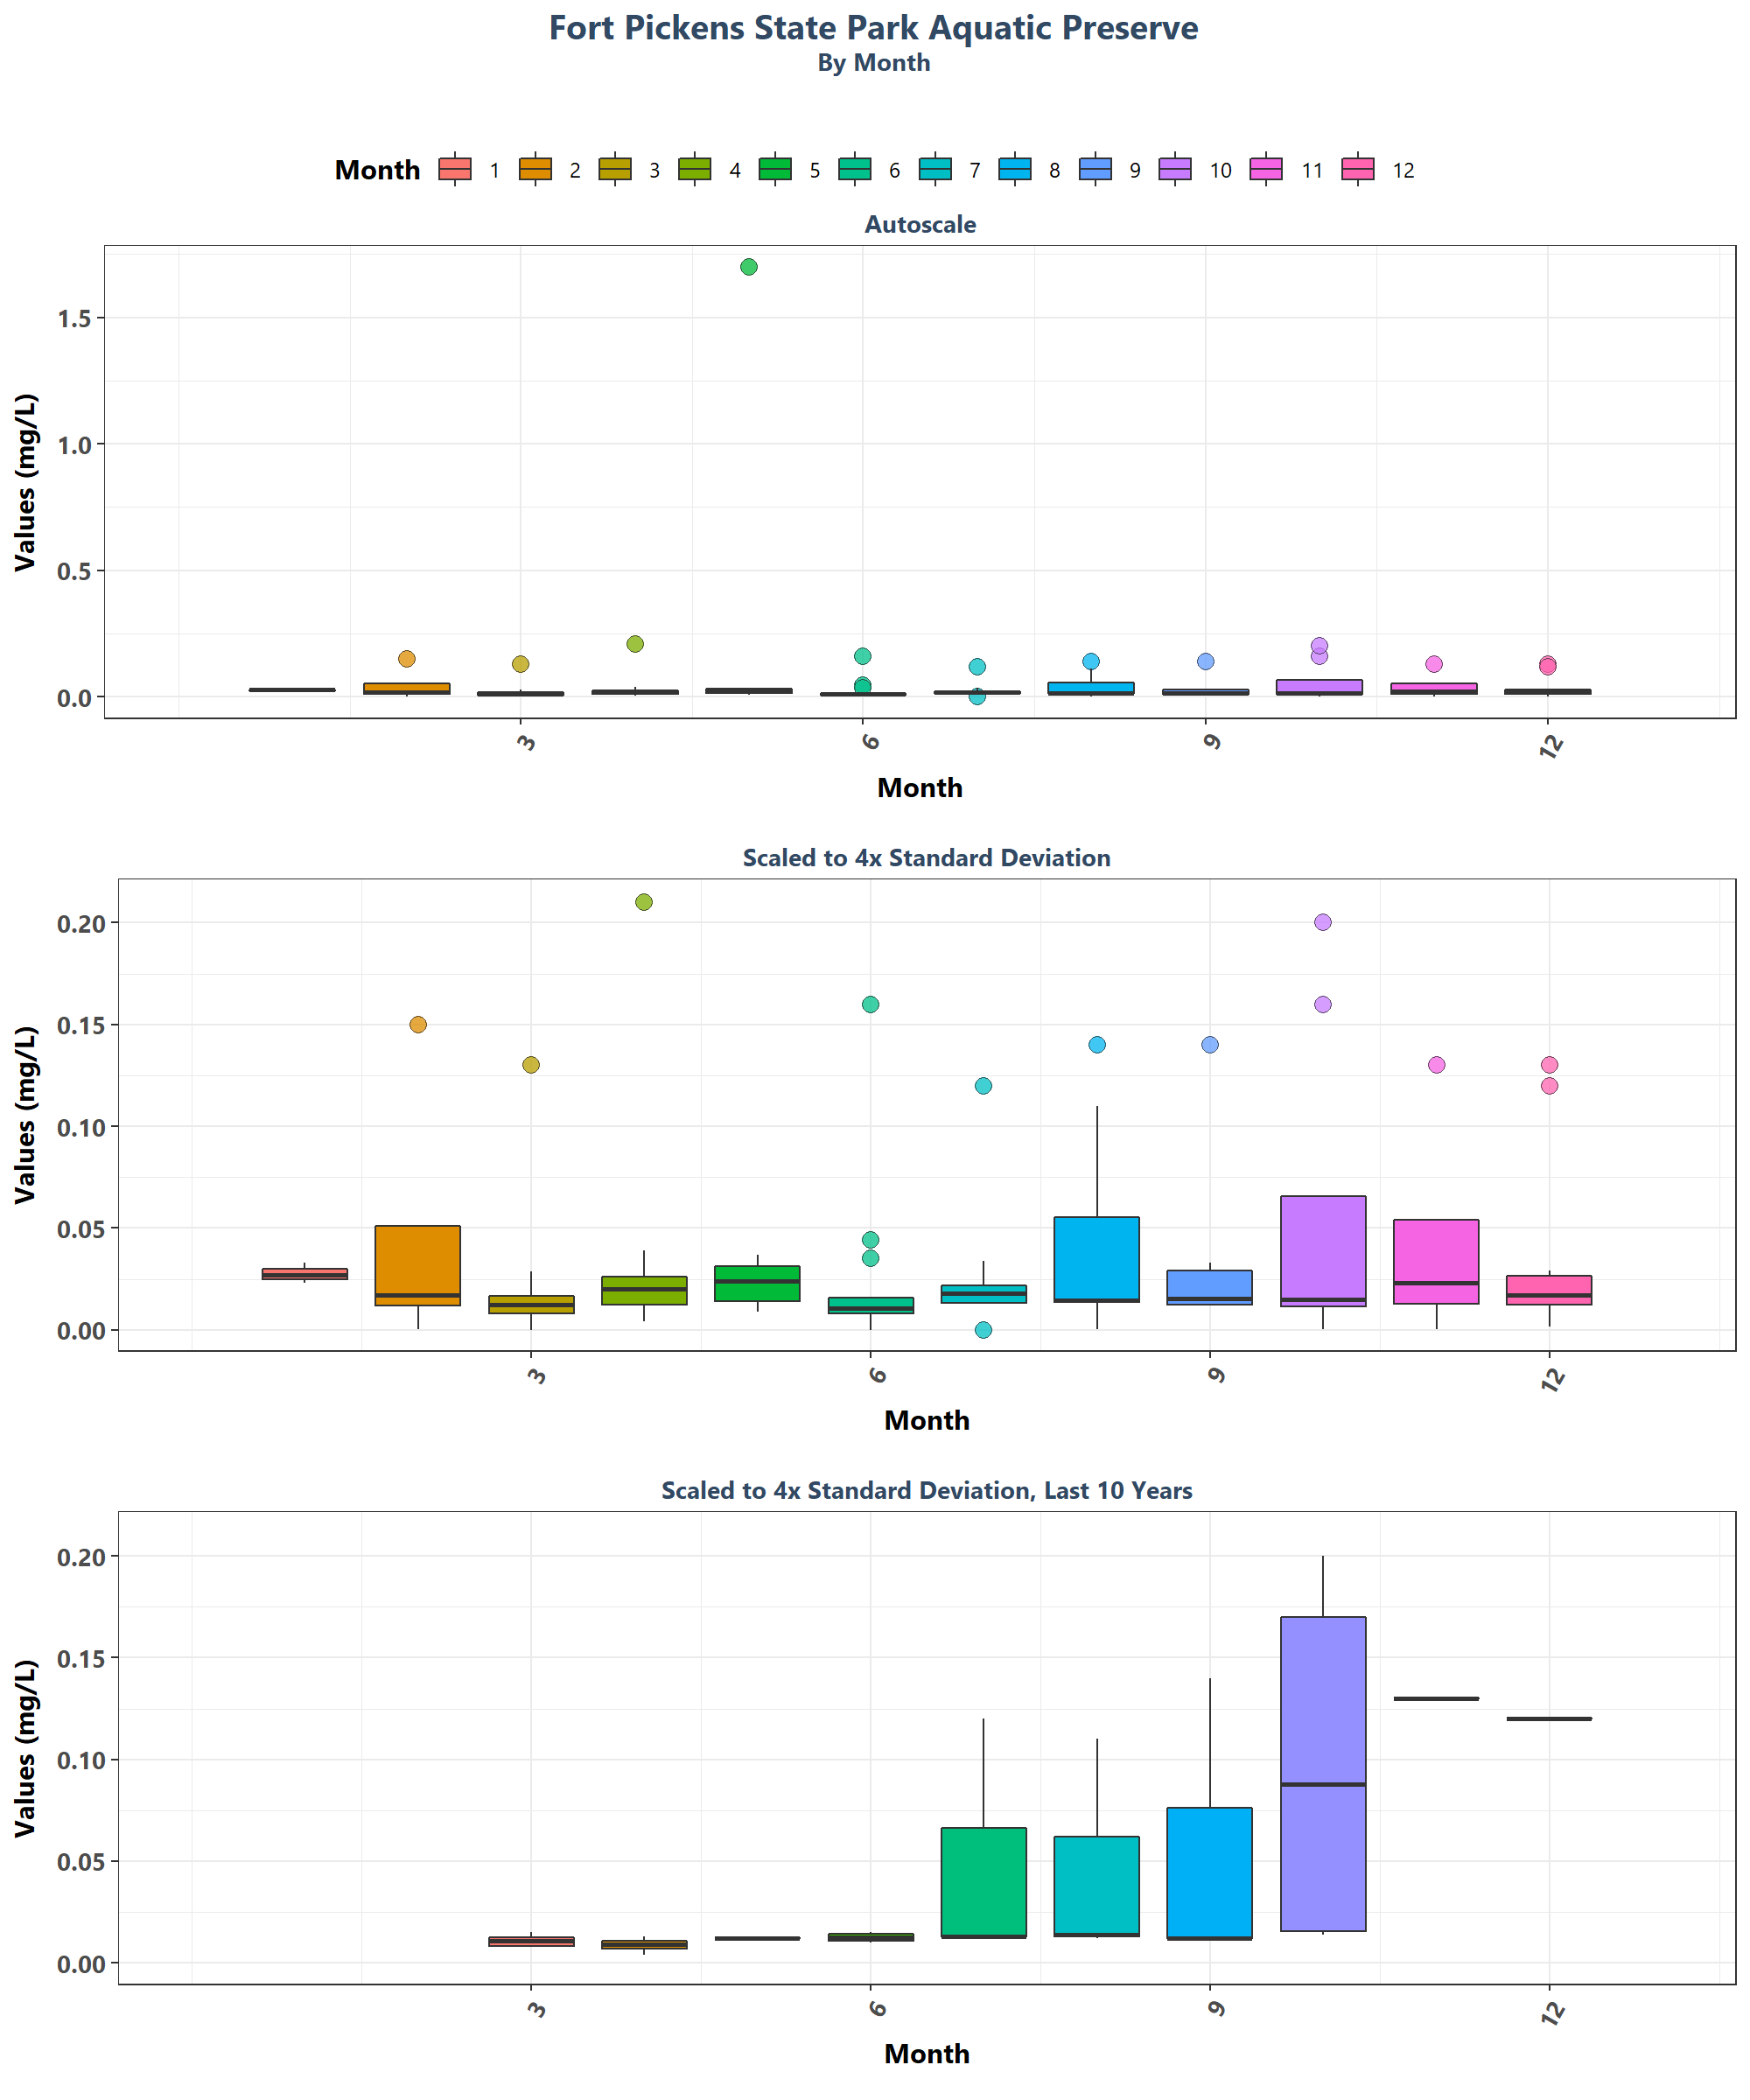 Fort Pickens State Park Aquatic Preserve
By Month
Month 1 2 3 4 5 6 7 8 9 10 11 12
Autoscale
Values (mg/L)
1.5
1.0
0.5
0.0
3 6 9 12
Month
Scaled to 4x Standard Deviation
Values (mg/L)
0.20
0.15
0.10
0.05
0.00
3 6 9 12
Month
Scaled to 4x Standard Deviation, Last 10 Years
Values (mg/L)
0.20
0.15
0.10
0.05
0.00
3 6 9 12
Month